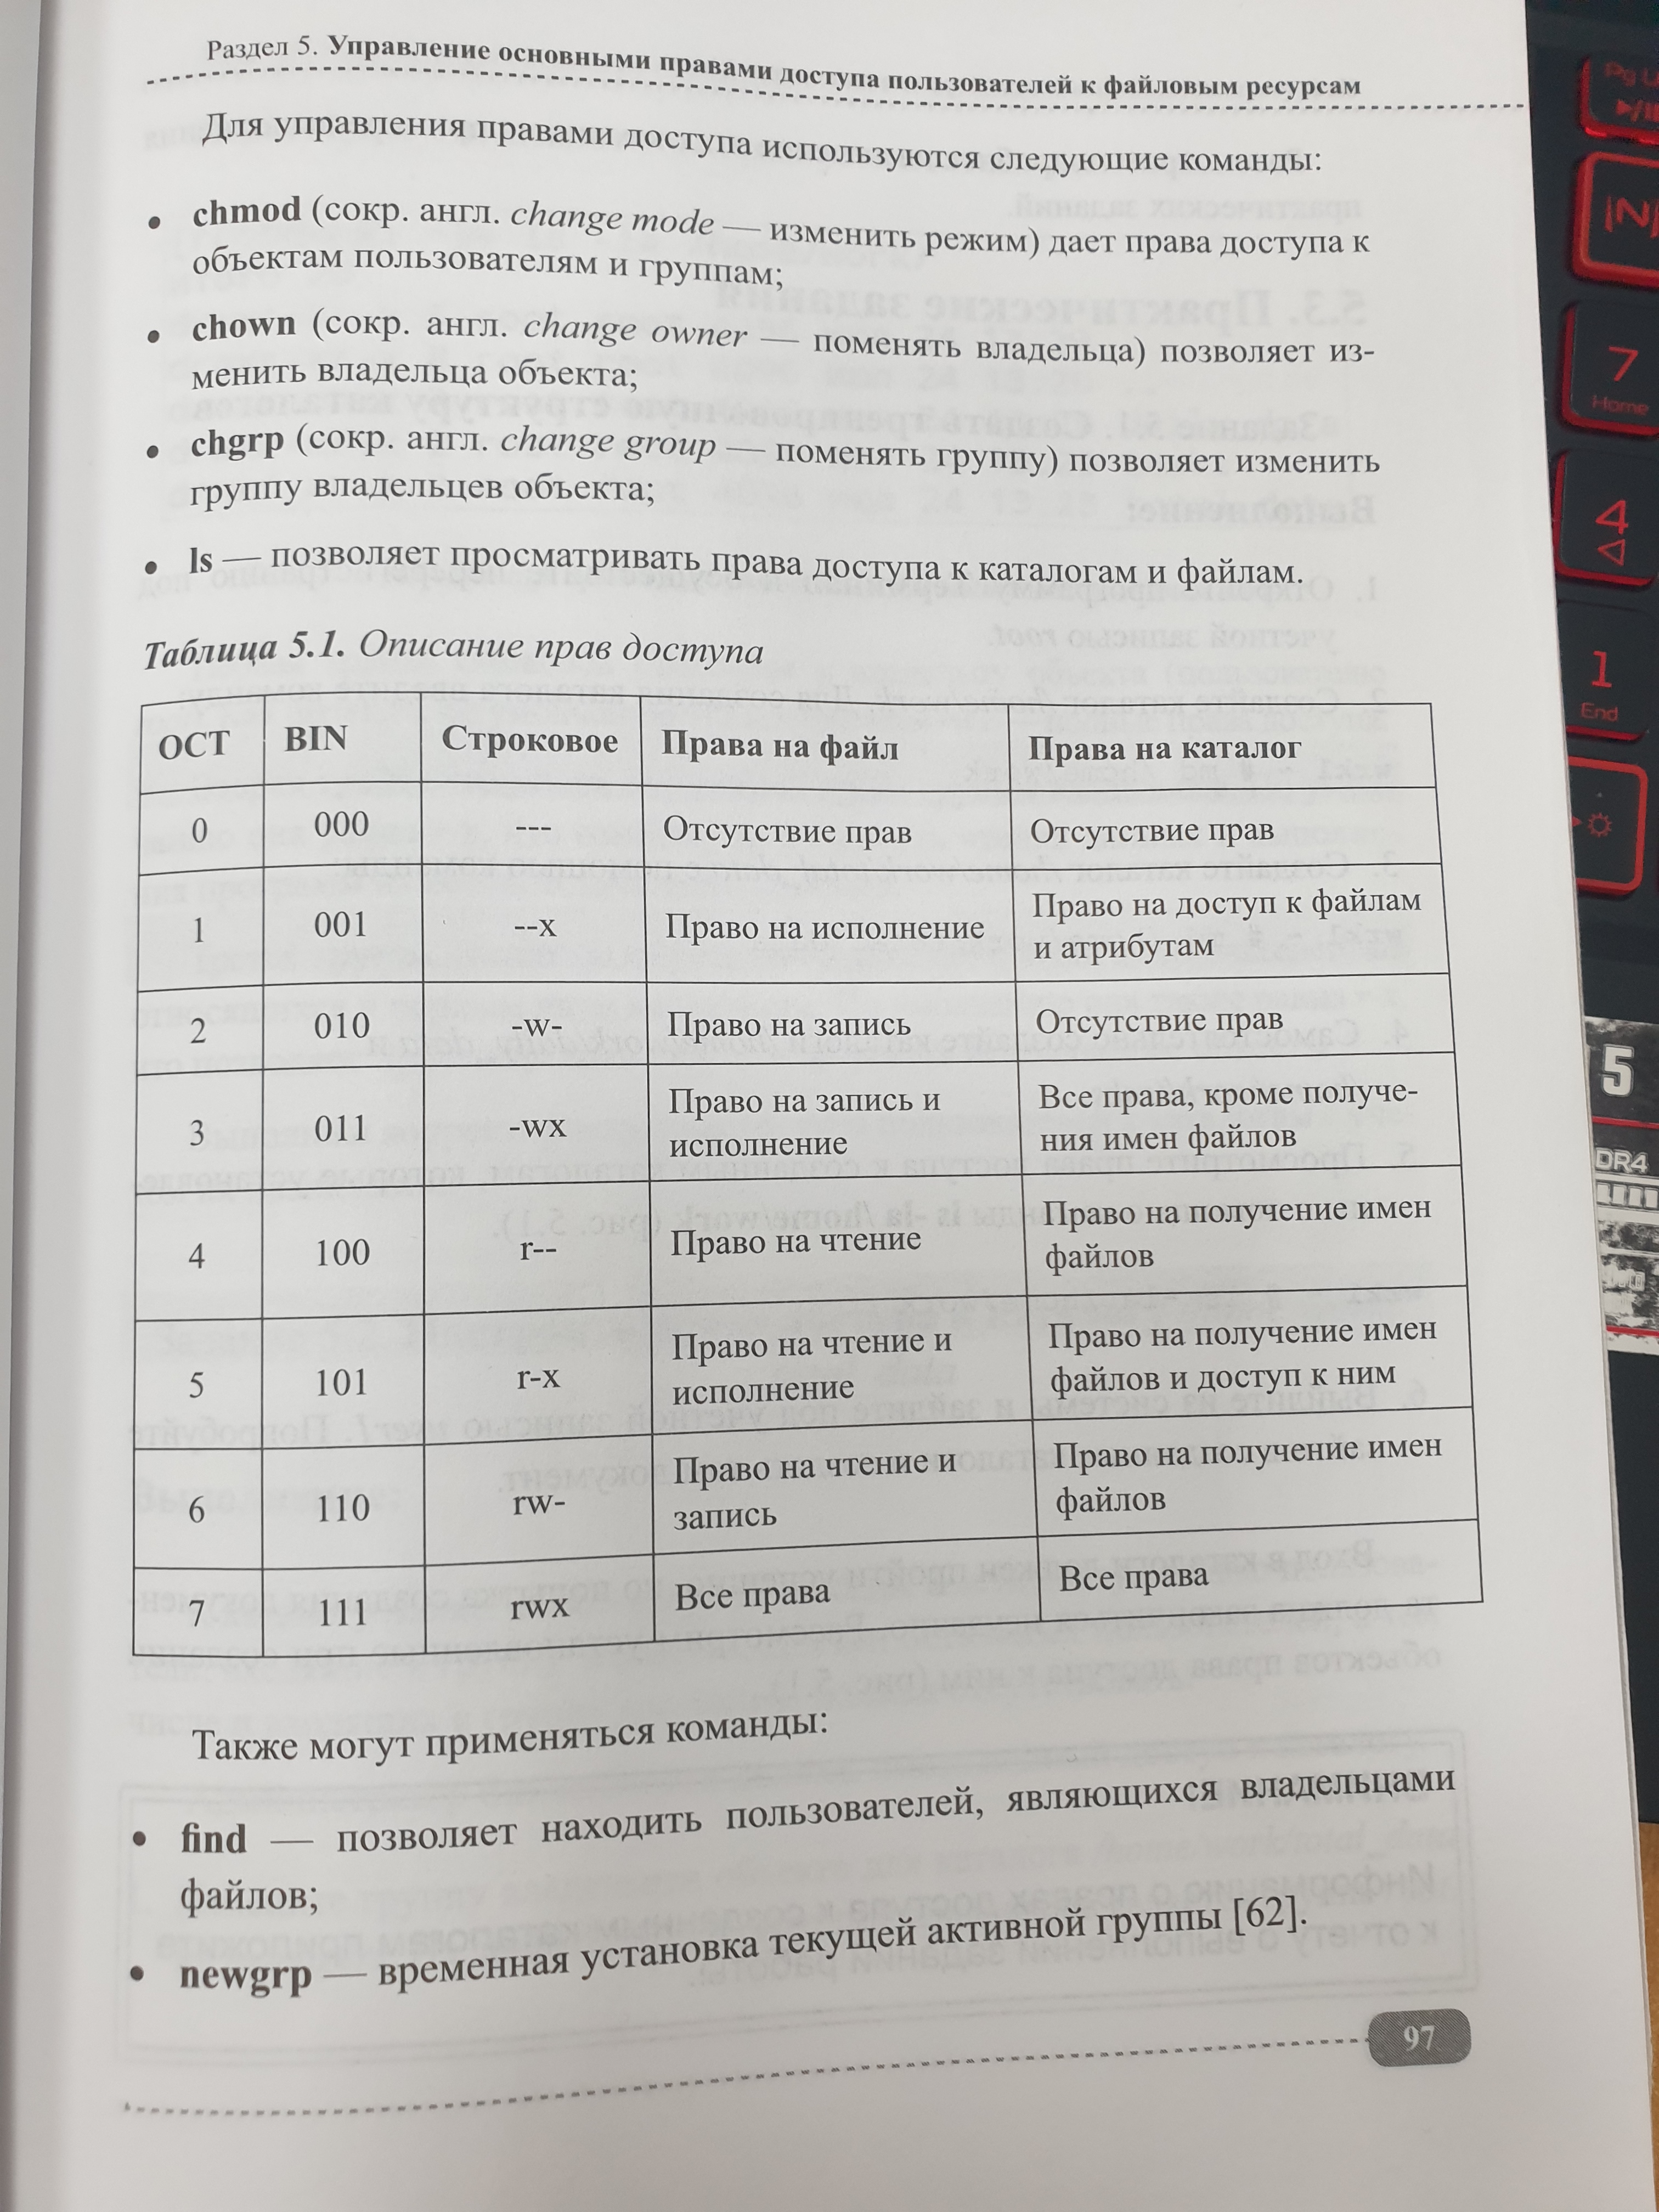 Раздел 5. Управление основными правами доступа пользователей к файловым ресурсам
Для управления правами доступа используются следующие команды:
• chmod (сокр. англ. change mode — изменить режим) дает права доступа к
объектам пользователям и группам;
• chown (сокр. англ. change owner — поменять владельца) позволяет из-
менить владельца объекта;
• chgrp (сокр. англ. change group — поменять группу) позволяет изменить
группу владельцев объекта;
• ls — позволяет просматривать права доступа к каталогам и файлам.
Таблица 5.1. Описание прав доступа
ОСТ BIN Строковое Права на файл Права на каталог
0 000 --- Отсутствие прав Отсутствие прав
1 001 --x Право на исполнение Право на доступ к файлам
и атрибутам
2 010 -w- Право на запись Отсутствие прав
3 011 -wx Право на запись и Все права, кроме получе-
исполнение ния имен файлов
4 100 r-- Право на чтение Право на получение имен
файлов
5 101 r-x Право на чтение и Право на получение имен
исполнение файлов и доступ к ним
6 110 rw- Право на чтение и Право на получение имен
запись файлов
7 111 rwx Все права Все права
Также могут применяться команды:
• find — позволяет находить пользователей, являющихся владельцами
файлов;
• newgrp — временная установка текущей активной группы [62].
97
7
Home
4
1
End
5
DR4